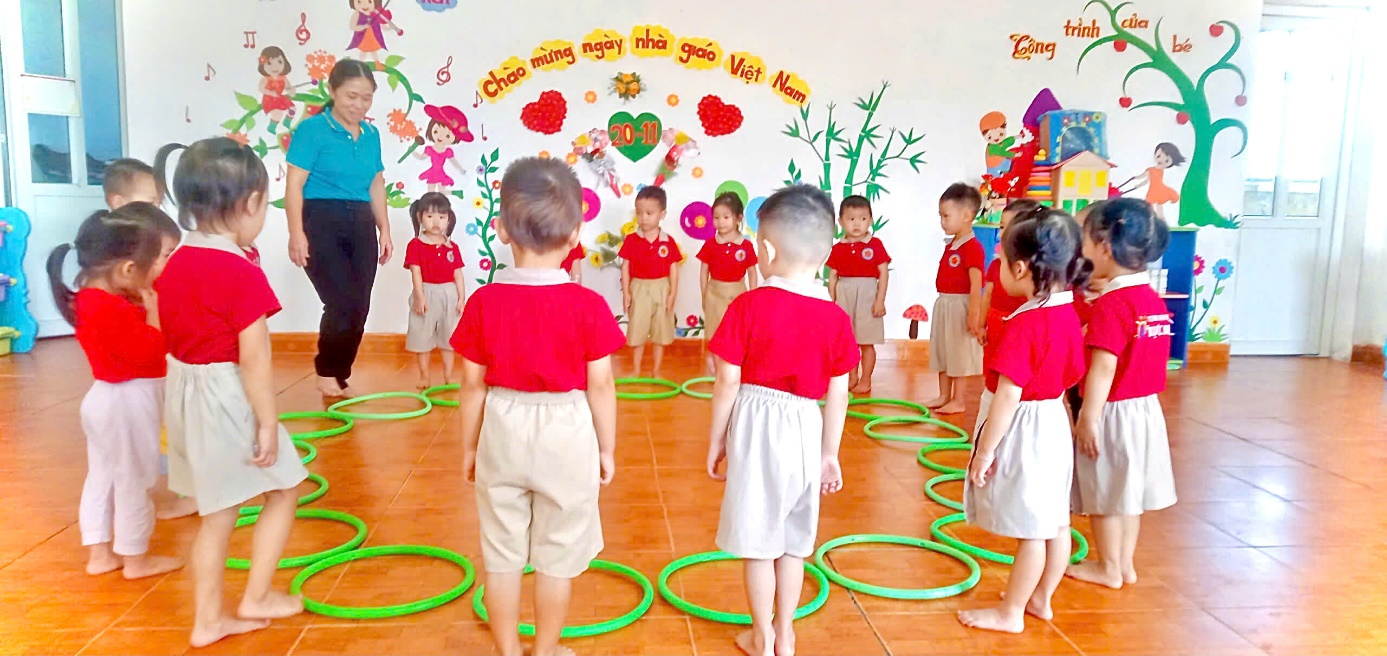 Chào mừng ngày nhà giáo Việt Nam
20-11
Công trình của bé